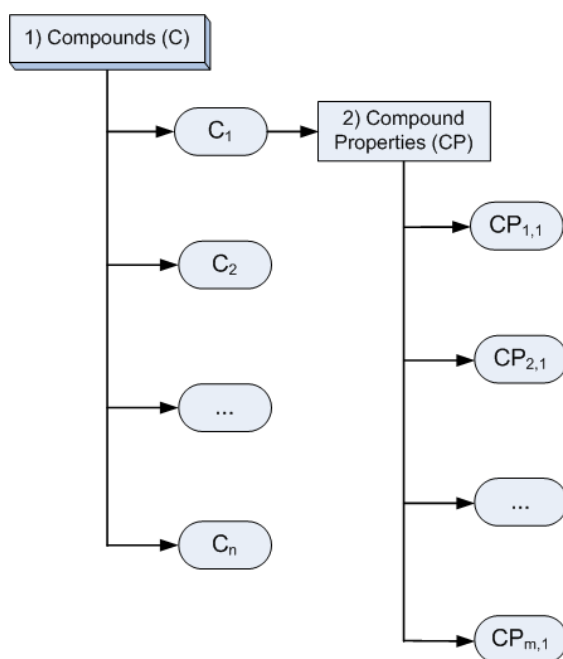 1) Compounds (C)
C₁
2) Compound
Properties (CP)
CP₁,₁
C₂
CP₂,₁
...
...
Cₙ
CPₘ,₁